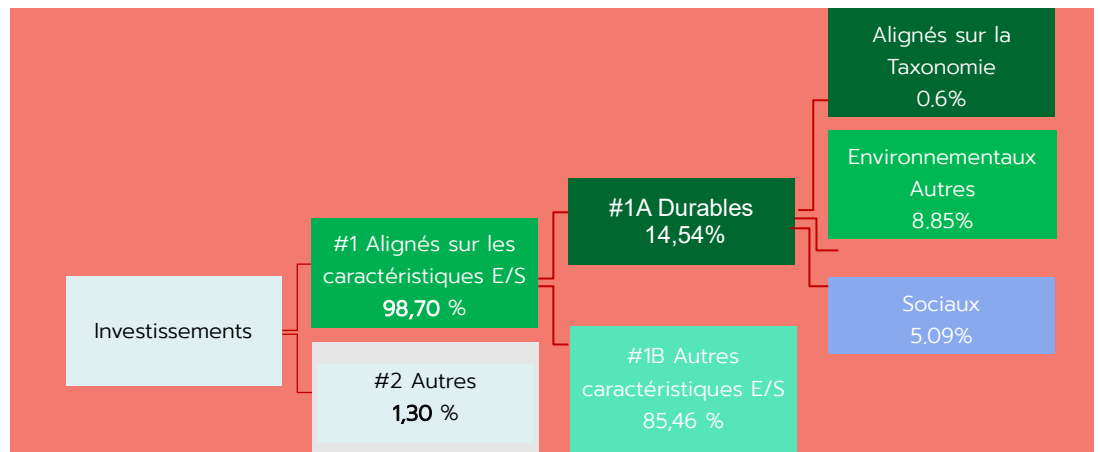 Investissements
#1 Alignés sur les
caractéristiques E/S
98,70 %
#2 Autres
1,30 %
#1A Durables
14,54%
#1B Autres
caractéristiques E/S
85,46 %
Alignés sur la
Taxonomie
0.6%
Environnementaux
Autres
8.85%
Sociaux
5.09%